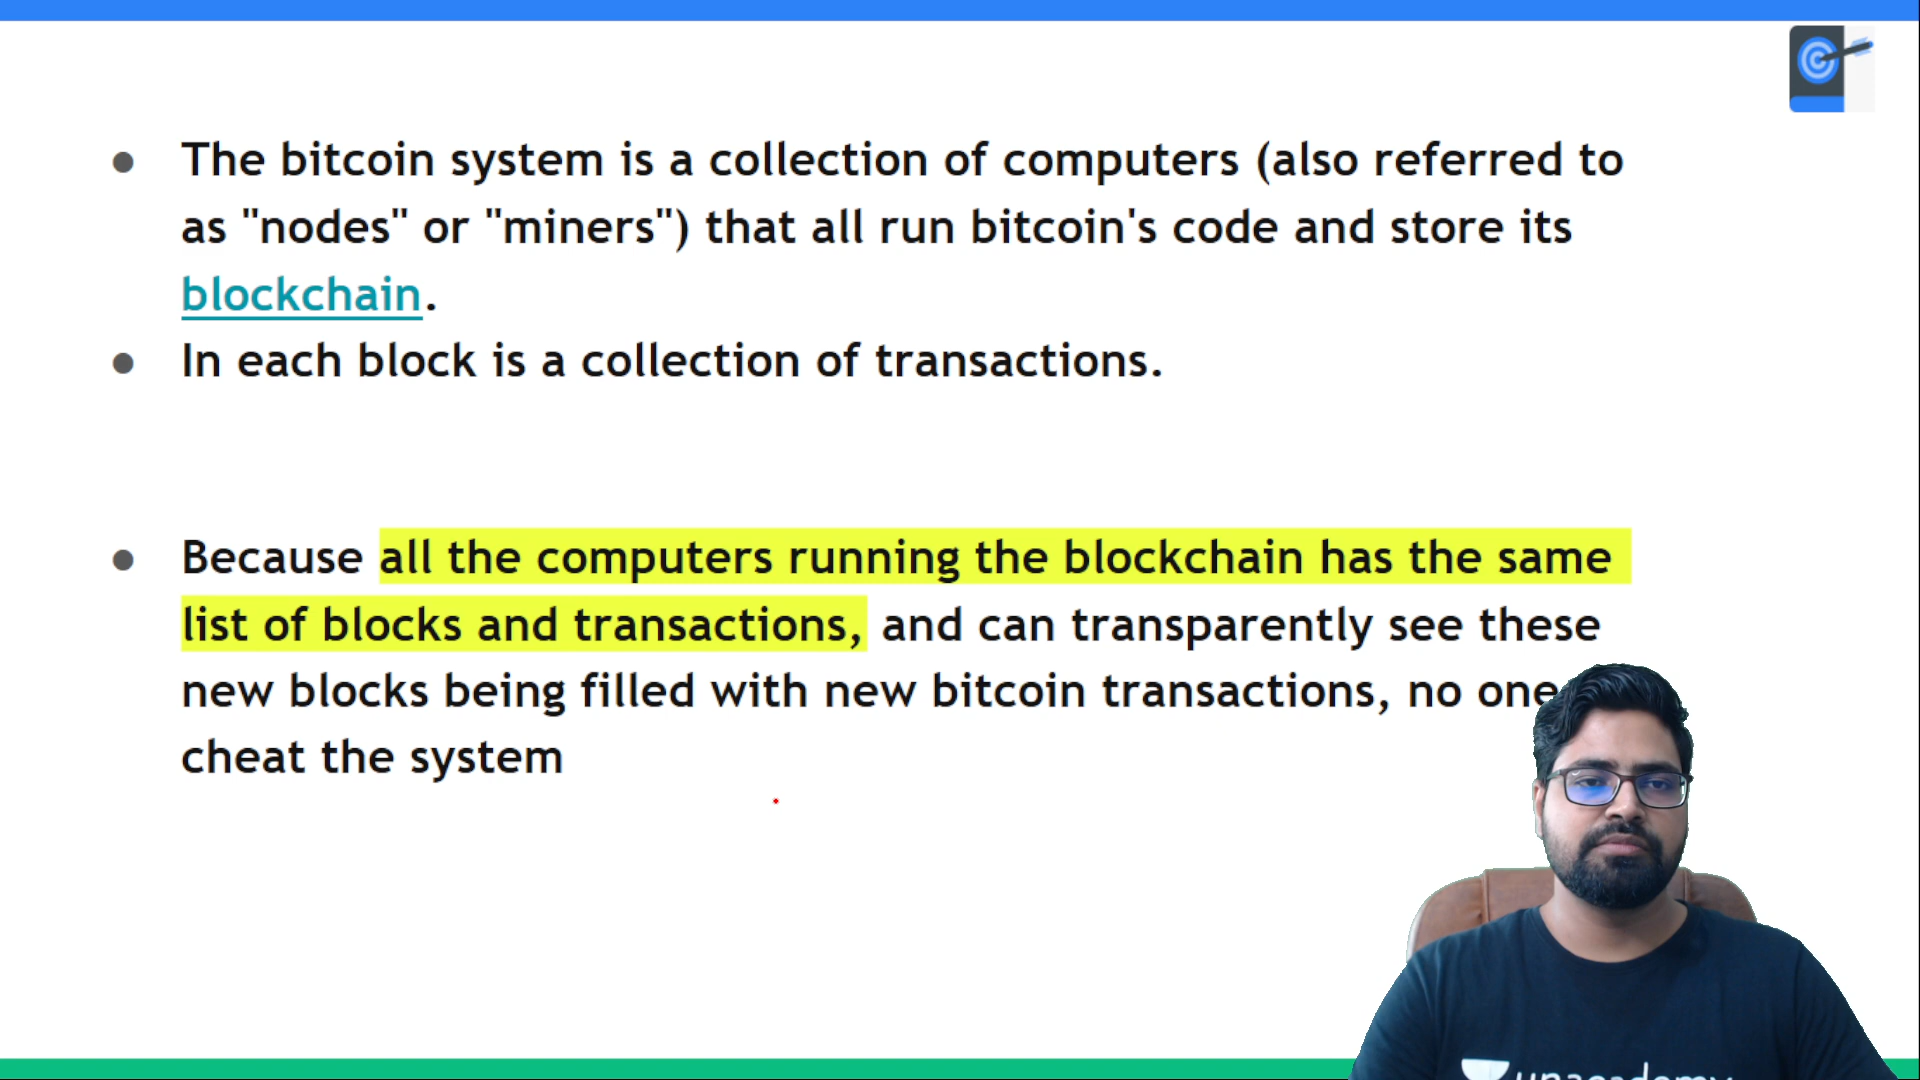 The bitcoin system is a collection of computers (also referred to
as "nodes" or "miners") that all run bitcoin's code and store its
blockchain.
In each block is a collection of transactions.
Because all the computers running the blockchain has the same
list of blocks and transactions, and can transparently see these
new blocks being filled with new bitcoin transactions, no one
cheat the system
unacademy